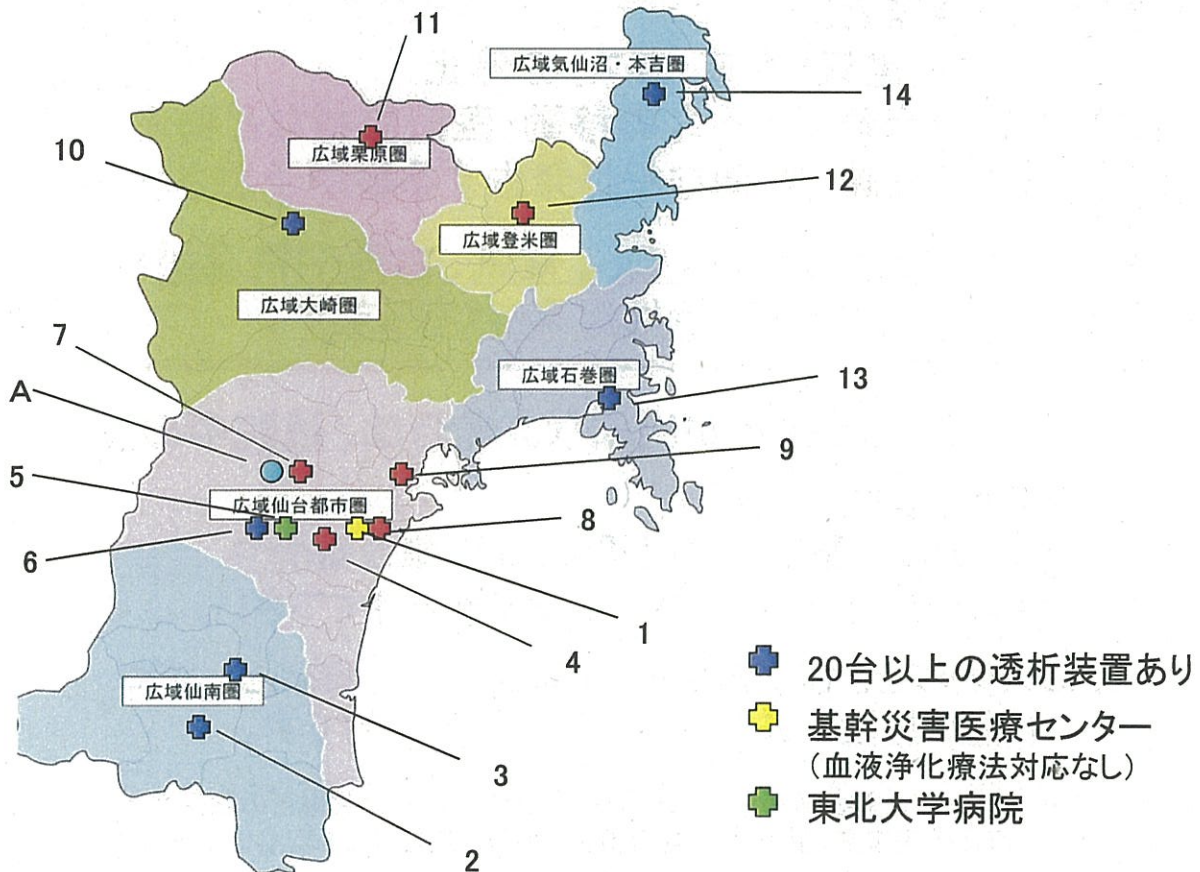 11
広域気仙沼・本吉圏
14
10
広域栗原圏
12
広域登米圏
広域大崎圏
7
広域石巻圏
13
A
9
5
広域仙台都市圏
8
6
1
4
広域仙南圏
3
2
20台以上の透析装置あり
基幹災害医療センター
(血液浄化療法対応なし)
東北大学病院